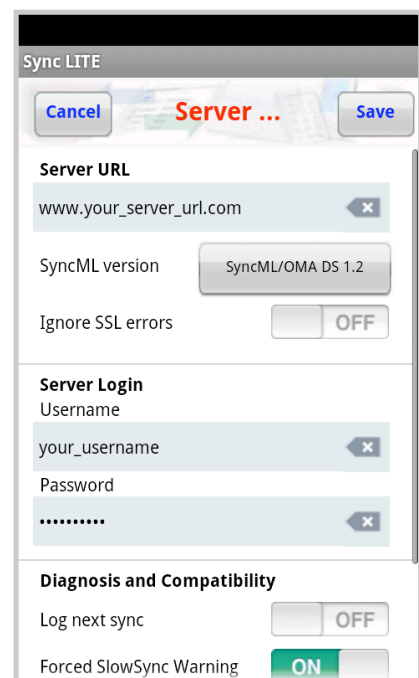 Sync LITE
Cancel Server ... Save
Server URL
www.your_server_url.com
SyncML version SyncML/OMA DS 1.2
Ignore SSL errors OFF
Server Login
Username
your_username
Password
••••••••••
Diagnosis and Compatibility
Log next sync OFF
Forced SlowSync Warning ON